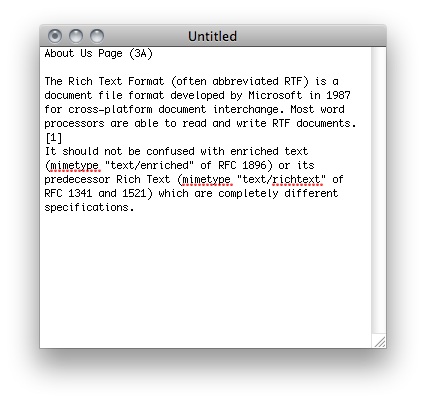 Untitled
About Us Page (3A)
The Rich Text Format (often abbreviated RTF) is a
document file format developed by Microsoft in 1987
for cross-platform document interchange. Most word
processors are able to read and write RTF documents.
[1]
It should not be confused with enriched text
(mimetype "text/enriched" of RFC 1896) or its
predecessor Rich Text (mimetype "text/richtext" of
RFC 1341 and 1521) which are completely different
specifications.